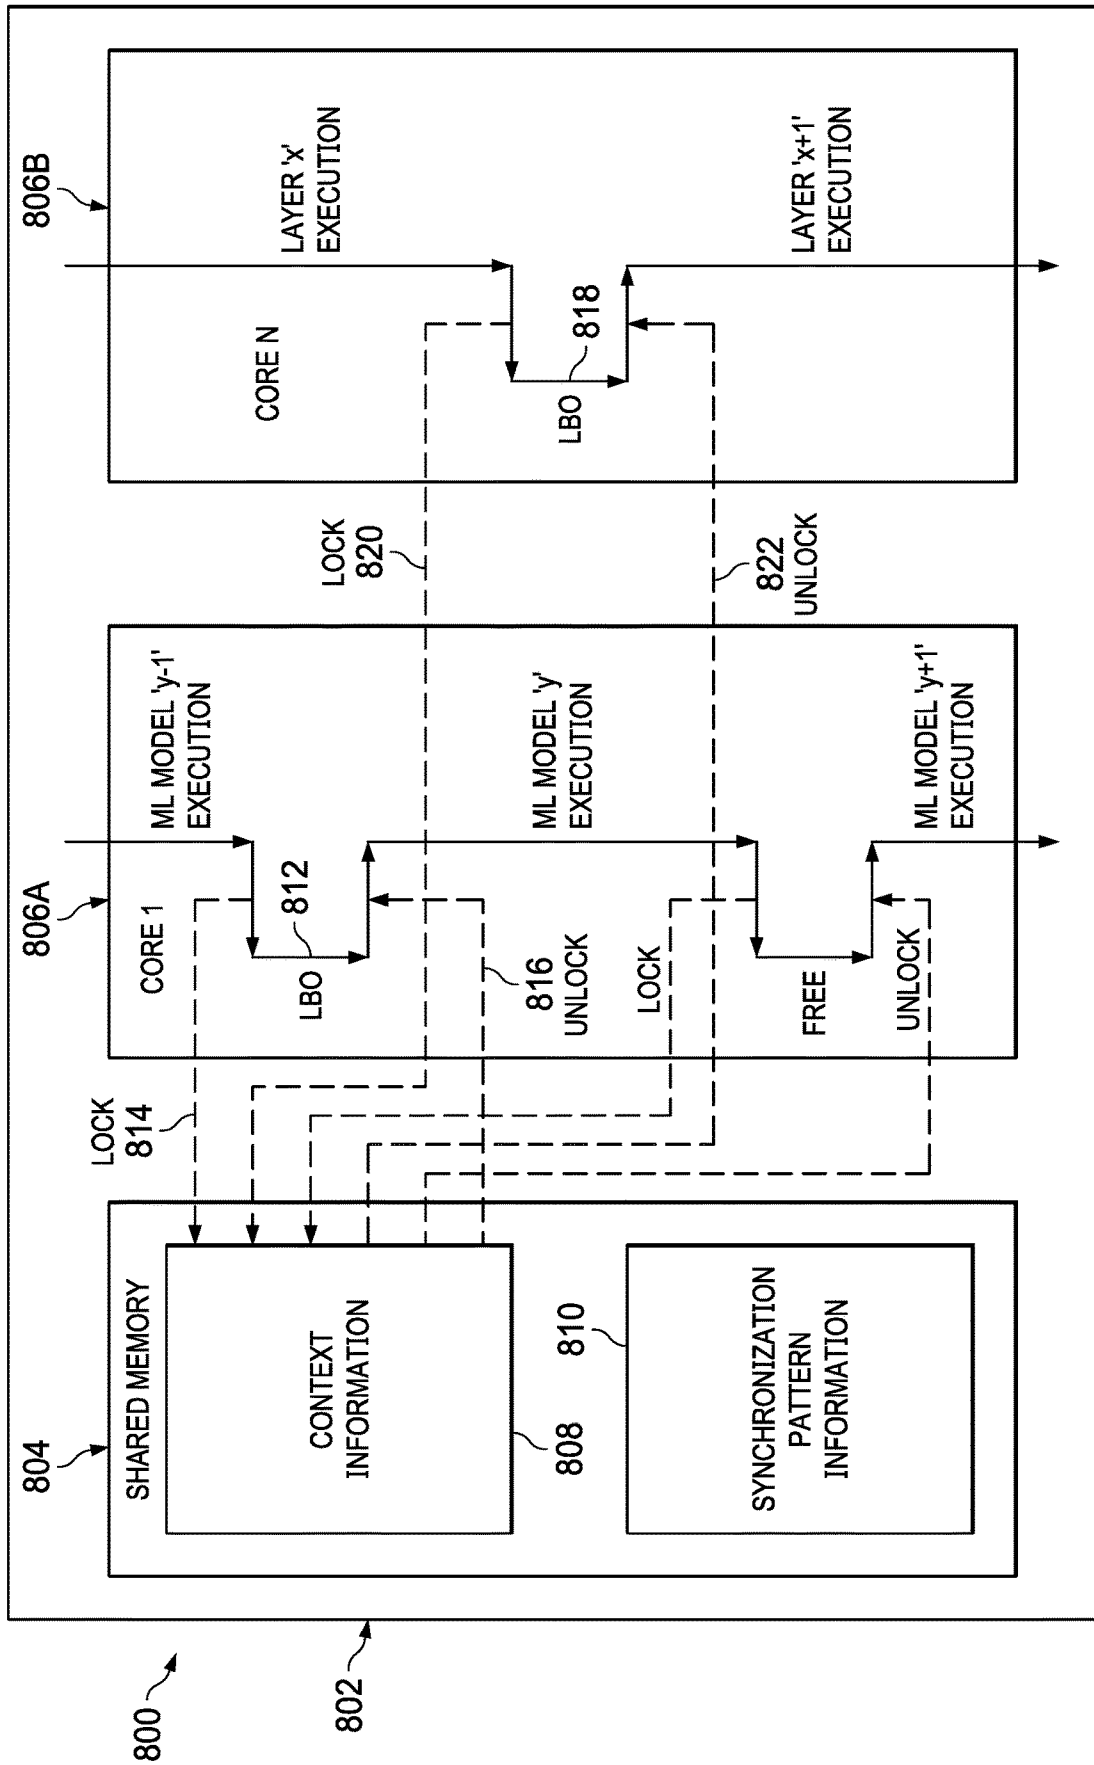 800
802
804
SHARED MEMORY
CONTEXT
INFORMATION
808
810
SYNCHRONIZATION
PATTERN
INFORMATION
LOCK
814
806A
CORE 1
ML MODEL 'y-1'
EXECUTION
812
LBO
816
UNLOCK
ML MODEL 'y'
EXECUTION
LOCK
FREE
UNLOCK
ML MODEL 'y+1'
EXECUTION
LOCK
820
822
UNLOCK
806B
CORE N
LAYER 'x'
EXECUTION
LBO
818
LAYER 'x+1'
EXECUTION